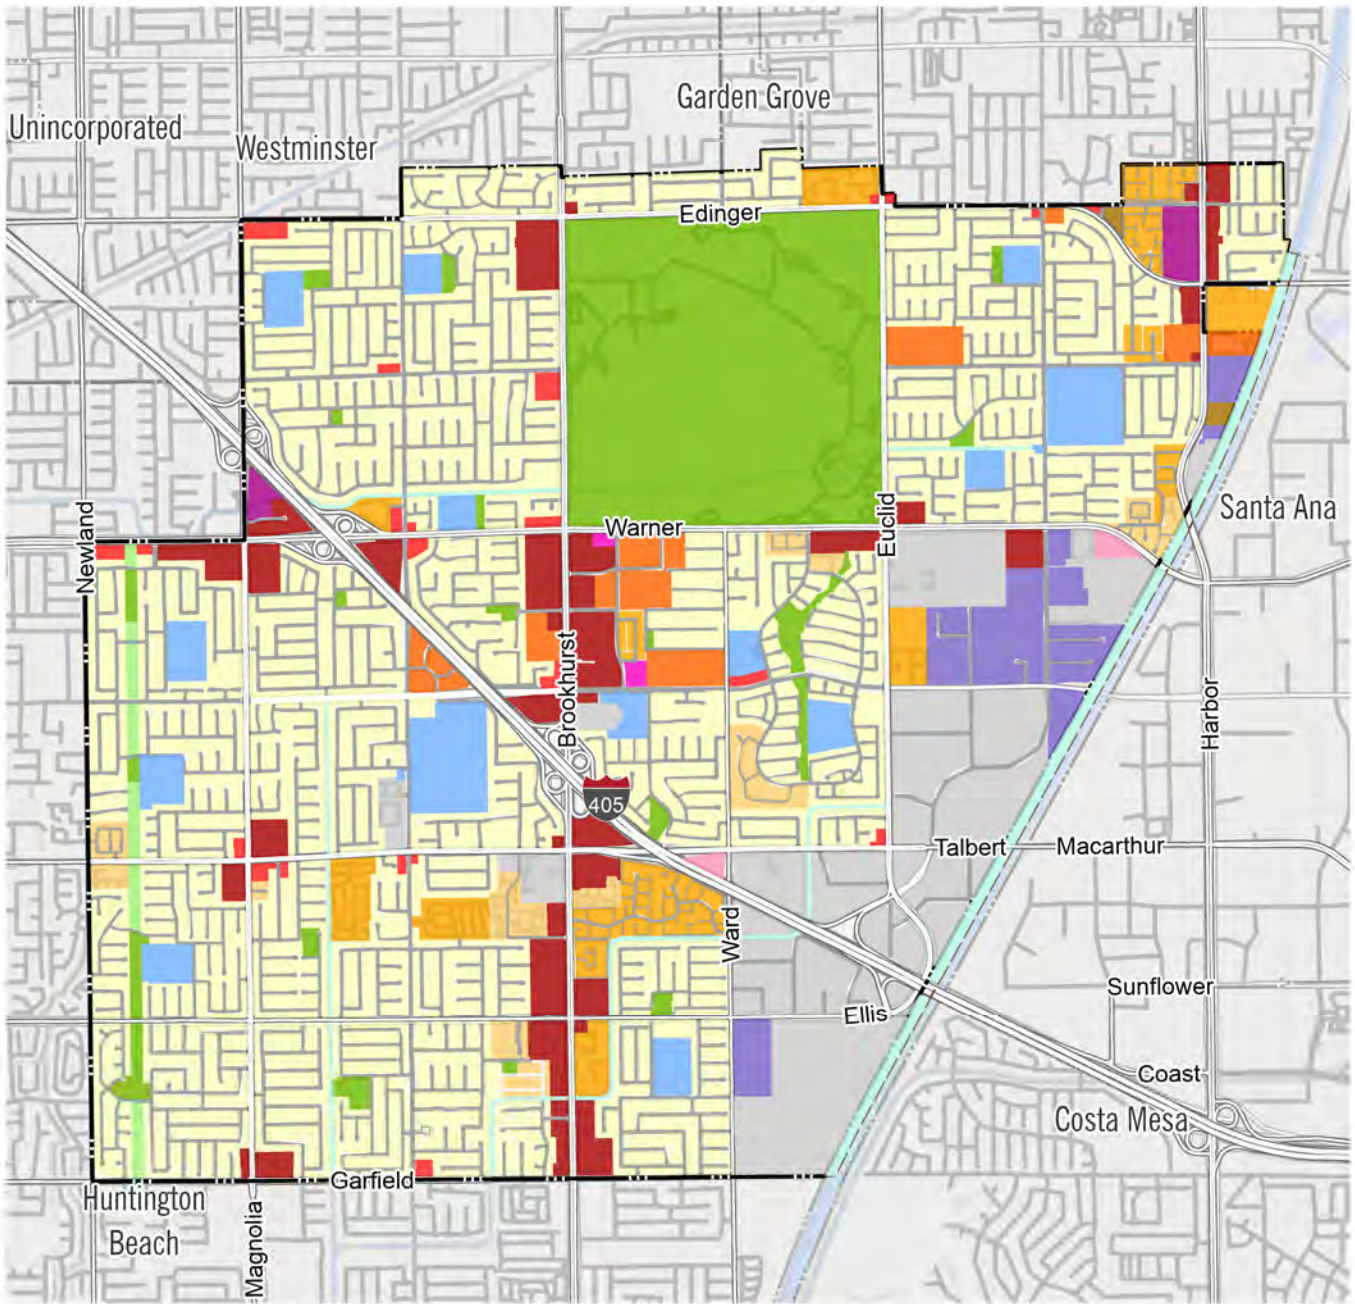 Garden Grove
Unincorporated
Westminster
Edinger
Newland
Warner
Euclid
Santa Ana
Brookhurst
Harbor
405
Talbert
Macarthur
Ward
Sunflower
Ellis
Coast
Costa Mesa
Garfield
Huntington
Beach
Magnolia